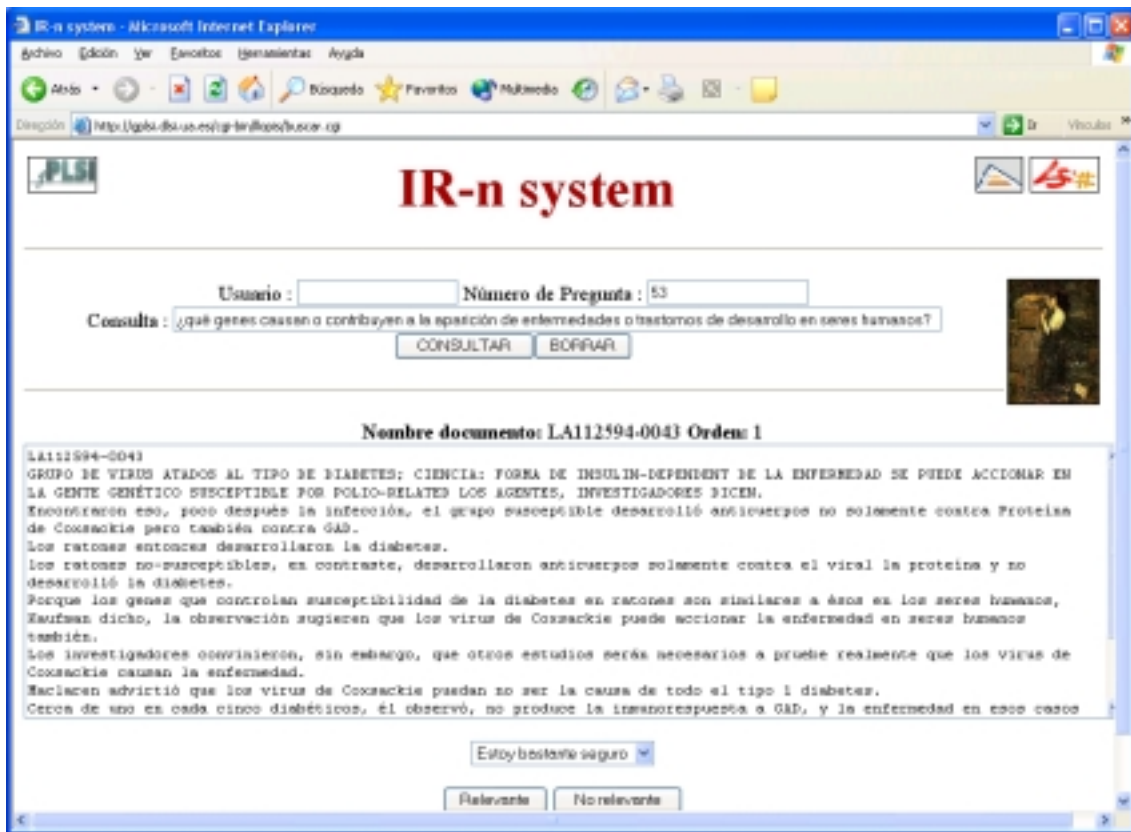 IR-n system - Microsoft Internet Explorer
Archivo Edición Ver Favoritos Herramientas Ayuda
Atrás Búsqueda Favoritos Multimedia
Dirección Ir Vínculos
PLSI
IR-n system
Usuario : Número de Pregunta : 53
Consulta : ¿qué genes causan o contribuyen a la aparición de enfermedades o trastornos de desarrollo en seres humanos?
CONSULTAR BORRAR
Nombre documento: LA112594-0043 Orden: 1
LA112594-0043
GRUPO DE VIRUS ATADOS AL TIPO DE DIABETES; CIENCIA: FORMA DE INSULIN-DEPENDENT DE LA ENFERMEDAD SE PUEDE ACCIONAR EN
LA GENTE GENÉTICO SUSCEPTIBLE POR POLIO-RELATED LOS AGENTES, INVESTIGADORES DICEN.
Encontraron eso, poco después la infección, el grupo susceptible desarrolló anticuerpos no solamente contra Proteina
de Coxsackie pero también contra GAD.
Los ratones entonces desarrollaron la diabetes.
los ratones no-susceptibles, en contraste, desarrollaron anticuerpos solamente contra el viral la proteína y no
desarrolló la diabetes.
Porque los genes que controlan susceptibilidad de la diabetes en ratones son similares a ésos en los seres humanos,
Kaufman dicho, la observación sugieren que los virus de Coxsackie puede accionar la enfermedad en seres humanos
también.
Los investigadores convinieron, sin embargo, que otros estudios serán necesarios a pruebe realmente que los virus de
Coxsackie causan la enfermedad.
Maclaren advirtió que los virus de Coxsackie puedan no ser la causa de todo el tipo 1 diabetes.
Cerca de uno en cada cinco diabéticos, él observó, no produce la inmunorespuesta a GAD, y la enfermedad en esos casos
Estoy bastante seguro
Relevante No relevante